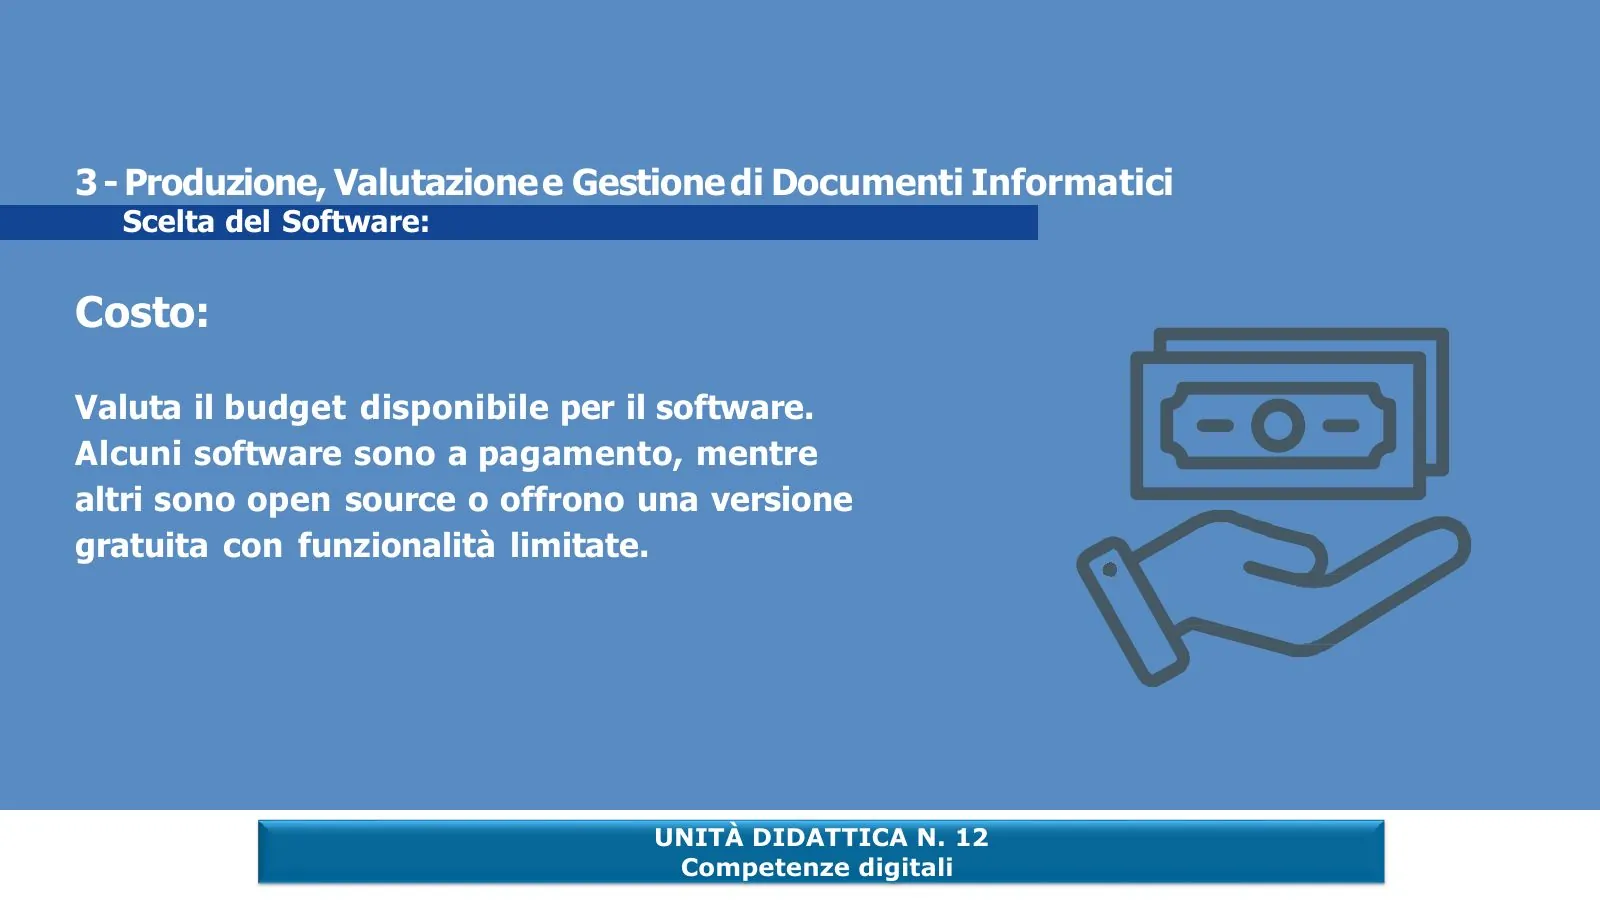 3 - Produzione, Valutazione e Gestione di Documenti Informatici
Scelta del Software:
Costo:
Valuta il budget disponibile per il software.
Alcuni software sono a pagamento, mentre
altri sono open source o offrono una versione
gratuita con funzionalità limitate.
UNITÀ DIDATTICA N. 12
Competenze digitali